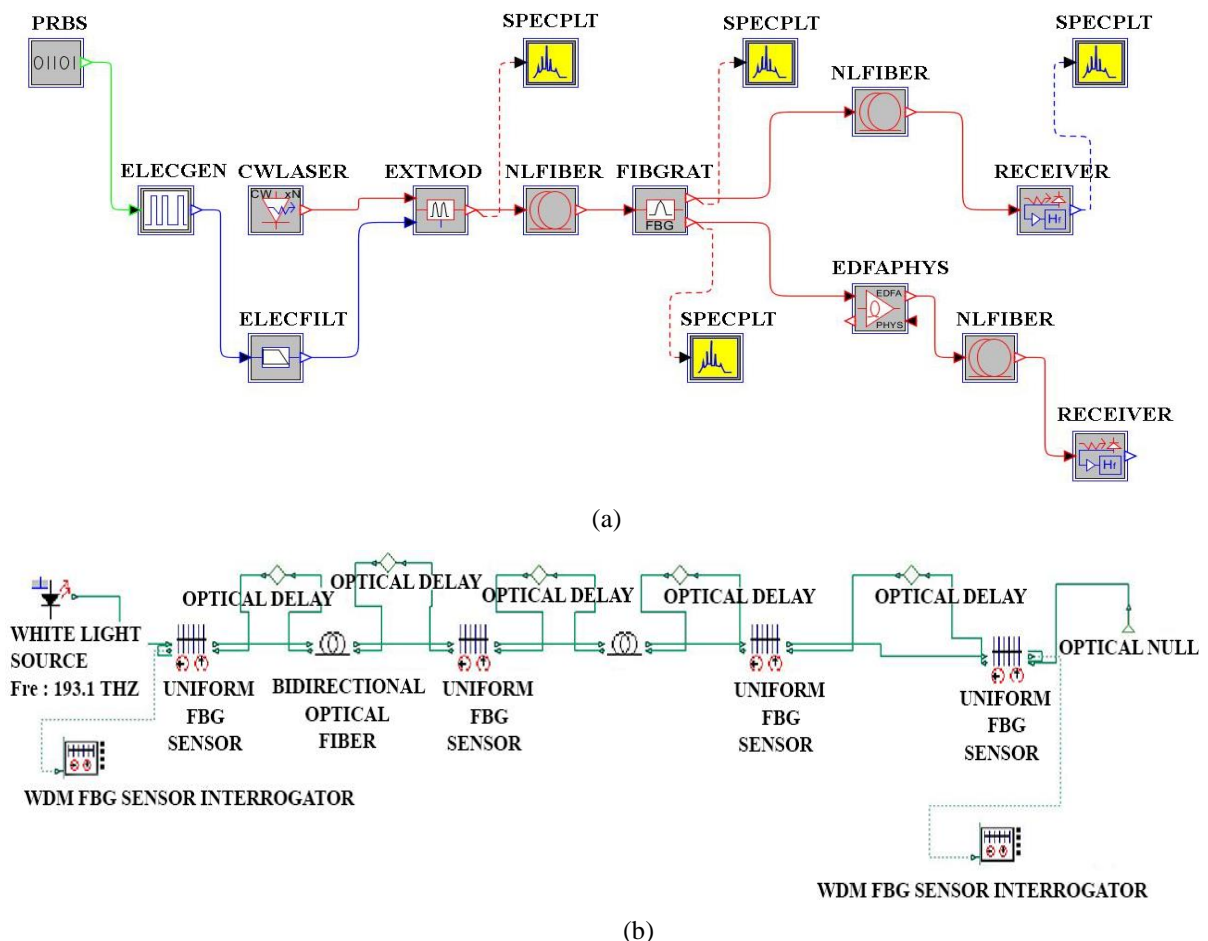 PRBS
SPECPLT
SPECPLT
SPECPLT
01101
NLFIBER
ELECGEN
CWLASER
EXTMOD
NLFIBER
FIBGRAT
RECEIVER
CW
xN
FBG
Hf
EDFAPHYS
ELECFILT
SPECPLT
EDFA
PHYS
NLFIBER
RECEIVER
Hf
(a)
OPTICAL DELAY
OPTICAL DELAY
OPTICAL DELAY
OPTICAL DELAY
OPTICAL DELAY
WHITE LIGHT
SOURCE
Fre : 193.1 THZ
UNIFORM
FBG
SENSOR
BIDIRECTIONAL
OPTICAL
FIBER
UNIFORM
FBG
SENSOR
UNIFORM
FBG
SENSOR
UNIFORM
FBG
SENSOR
OPTICAL NULL
WDM FBG SENSOR INTERROGATOR
WDM FBG SENSOR INTERROGATOR
(b)